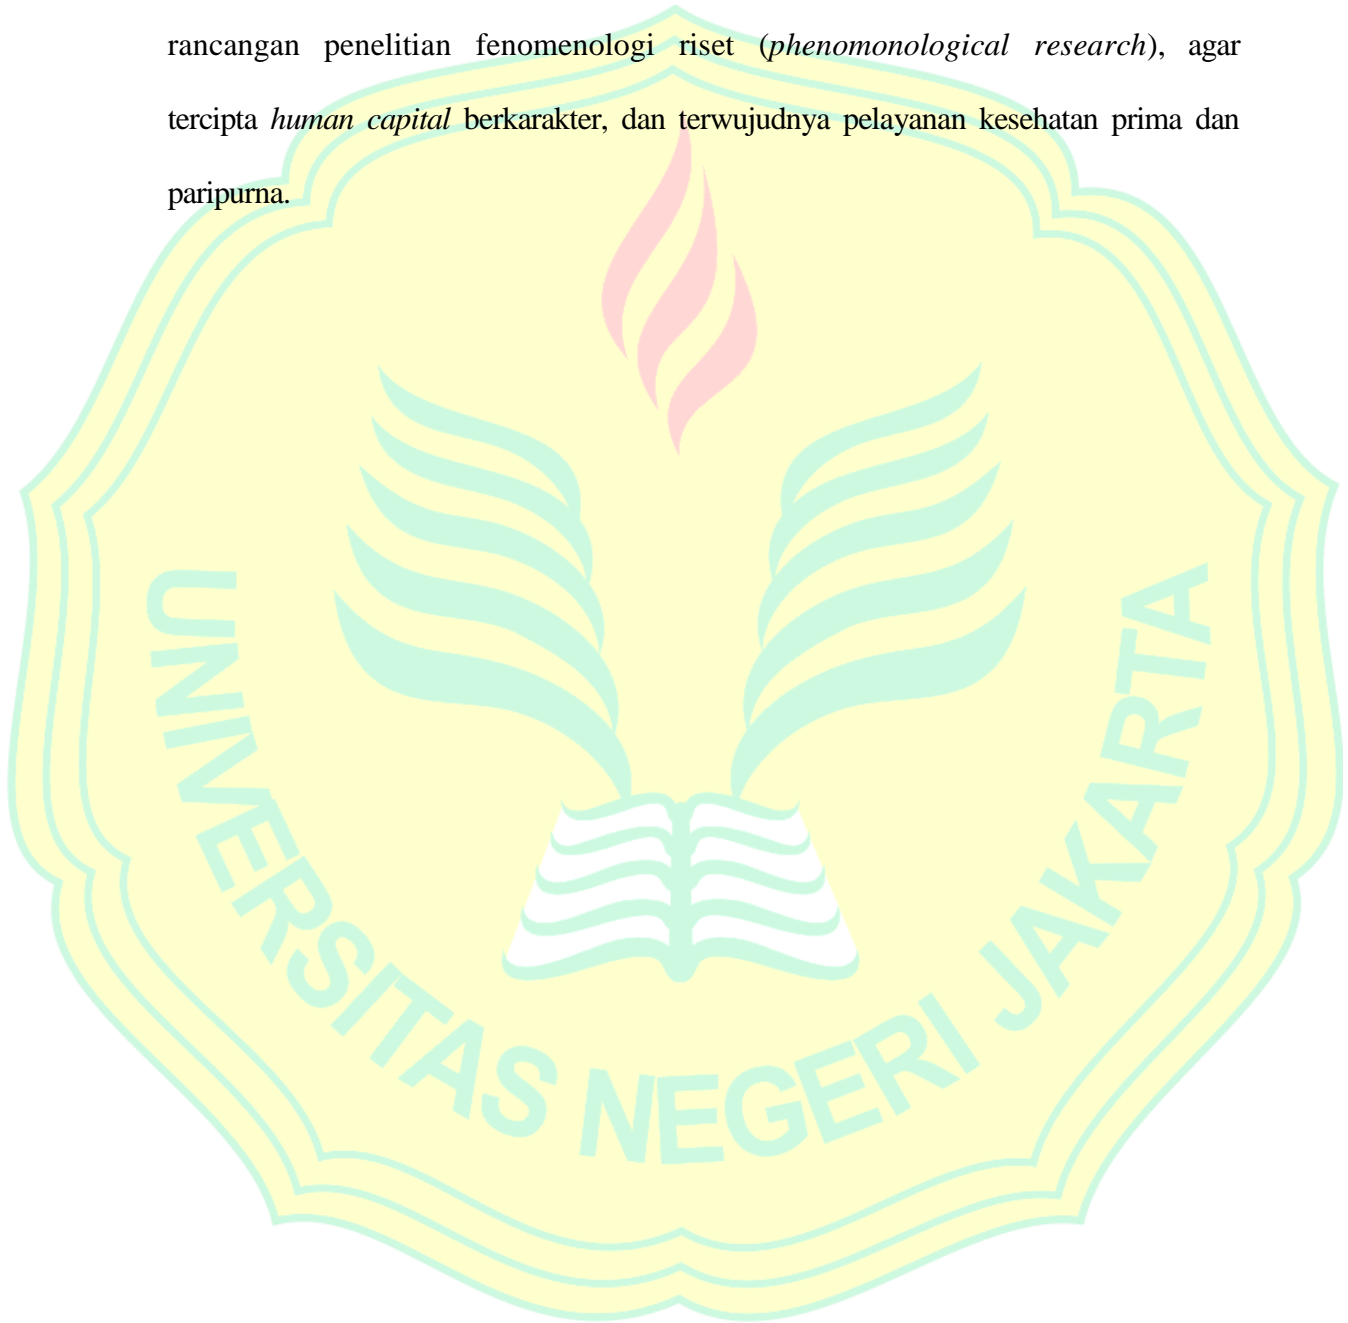 rancangan penelitian fenomenologi riset (phenomonological research), agar
tercipta human capital berkarakter, dan terwujudnya pelayanan kesehatan prima dan
paripurna.
UNIVERSITAS NEGERI JAKARTA